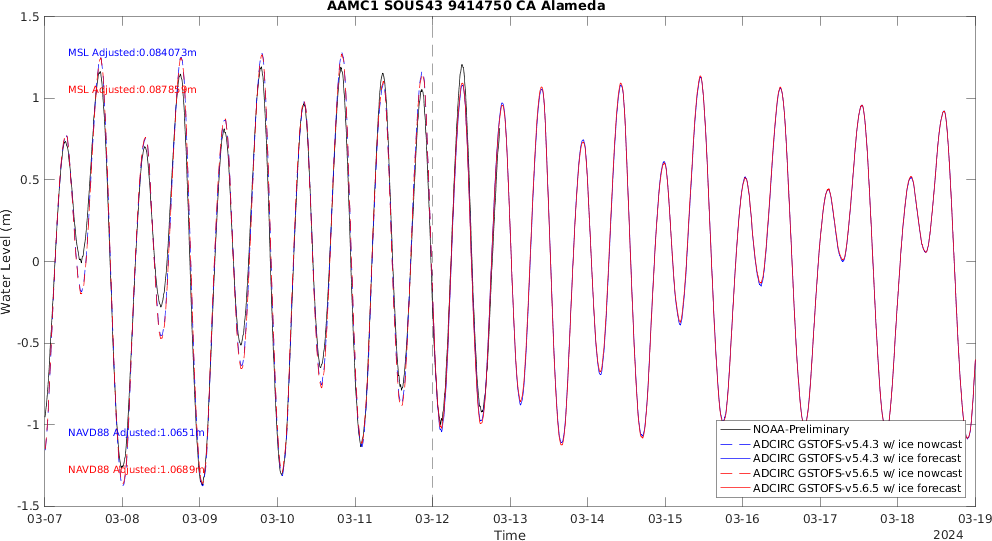 AAMC1 SOUS43 9414750 CA Alameda
1.5
1
0.5
0
-0.5
-1
-1.5
Water Level (m)
MSL Adjusted:0.084073m
MSL Adjusted:0.087859m
NAVD88 Adjusted:1.0651m
NAVD88 Adjusted:1.0689m
NOAA-Preliminary
ADCIRC GSTOFS-v5.4.3 w/ ice nowcast
ADCIRC GSTOFS-v5.4.3 w/ ice forecast
ADCIRC GSTOFS-v5.6.5 w/ ice nowcast
ADCIRC GSTOFS-v5.6.5 w/ ice forecast
03-07 03-08 03-09 03-10 03-11 03-12 03-13 03-14 03-15 03-16 03-17 03-18 03-19
Time
2024